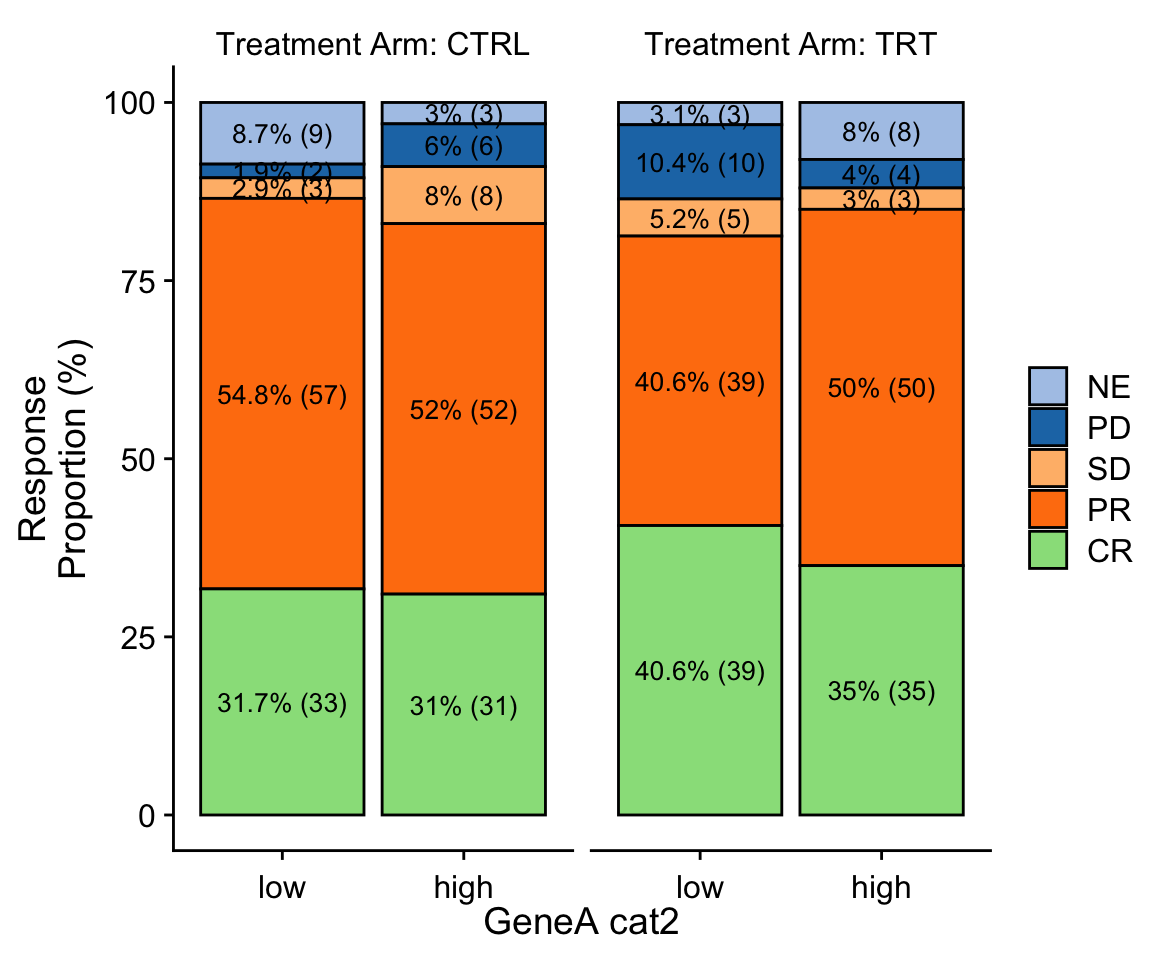 Treatment Arm: CTRL
Treatment Arm: TRT
Response
Proportion (%)
100
75
50
25
0
8.7% (9)
1.9% (2)
2.9% (3)
54.8% (57)
31.7% (33)
3% (3)
6% (6)
8% (8)
52% (52)
31% (31)
3.1% (3)
10.4% (10)
5.2% (5)
40.6% (39)
40.6% (39)
8% (8)
4% (4)
3% (3)
50% (50)
35% (35)
low
high
low
high
GeneA cat2
NE
PD
SD
PR
CR